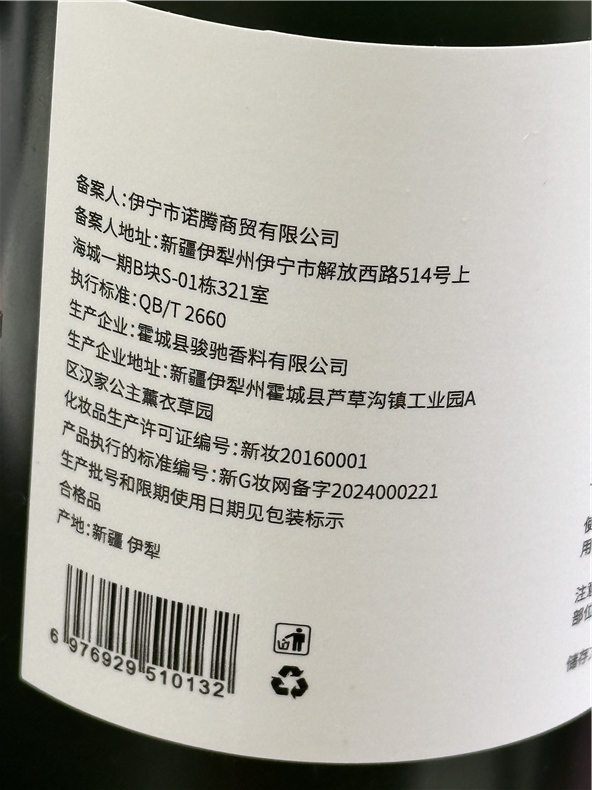 备案人:伊宁市诺腾商贸有限公司
备案人地址:新疆伊犁州伊宁市解放西路514号上
海城一期B块S-01栋321室
执行标准:QB/T 2660
生产企业:霍城县骏驰香料有限公司
生产企业地址:新疆伊犁州霍城县芦草沟镇工业园A
区汉家公主薰衣草园
化妆品生产许可证编号:新妆20160001
产品执行的标准编号:新G妆网备字2024000221
生产批号和限期使用日期见包装标示
合格品
产地:新疆 伊犁
6 976929 510132
用
注意
部位
储存